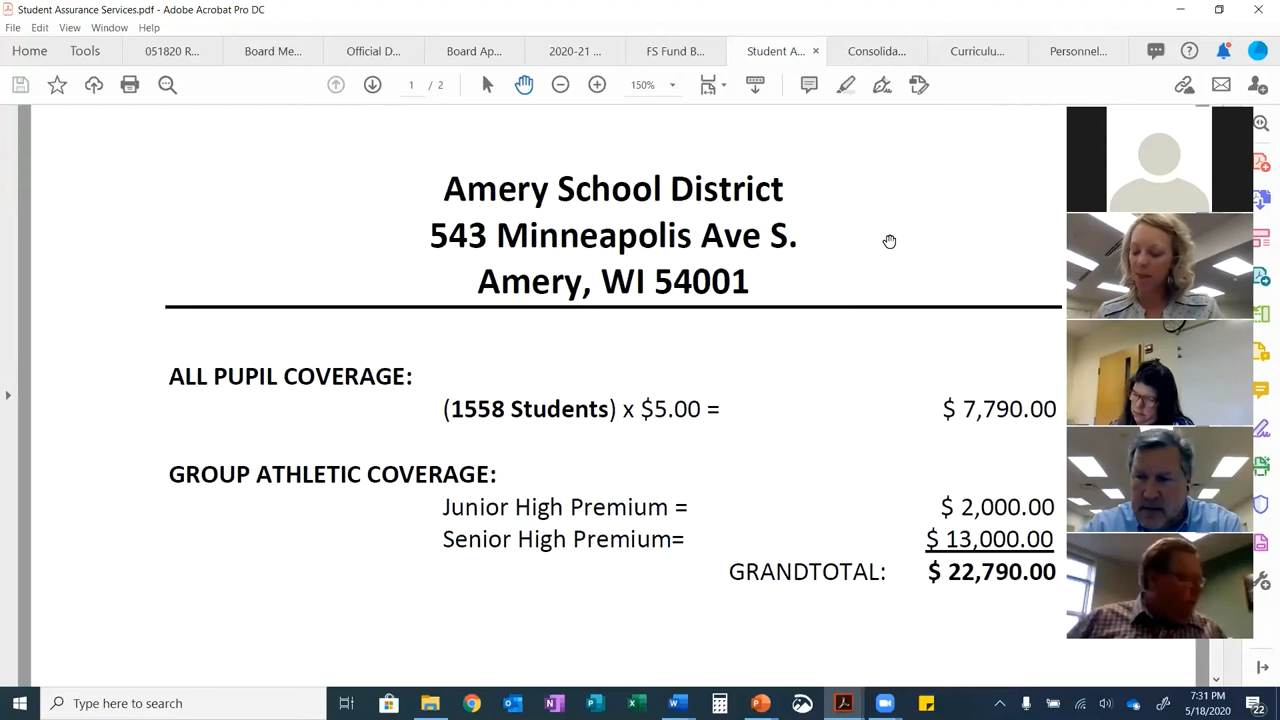 Student Assurance Services.pdf - Adobe Acrobat Pro DC
File Edit View Window Help
Home Tools 051820 R... Board Me... Official D... Board Ap... 2020-21 ... FS Fund B... Student A... × Consolida... Curriculu... Personnel...
1 / 2 150%
Amery School District
543 Minneapolis Ave S.
Amery, WI 54001
ALL PUPIL COVERAGE:
(1558 Students) x $5.00 = $ 7,790.00
GROUP ATHLETIC COVERAGE:
Junior High Premium = $ 2,000.00
Senior High Premium= $ 13,000.00
GRANDTOTAL: $ 22,790.00
Type here to search
7:31 PM
5/18/2020
22